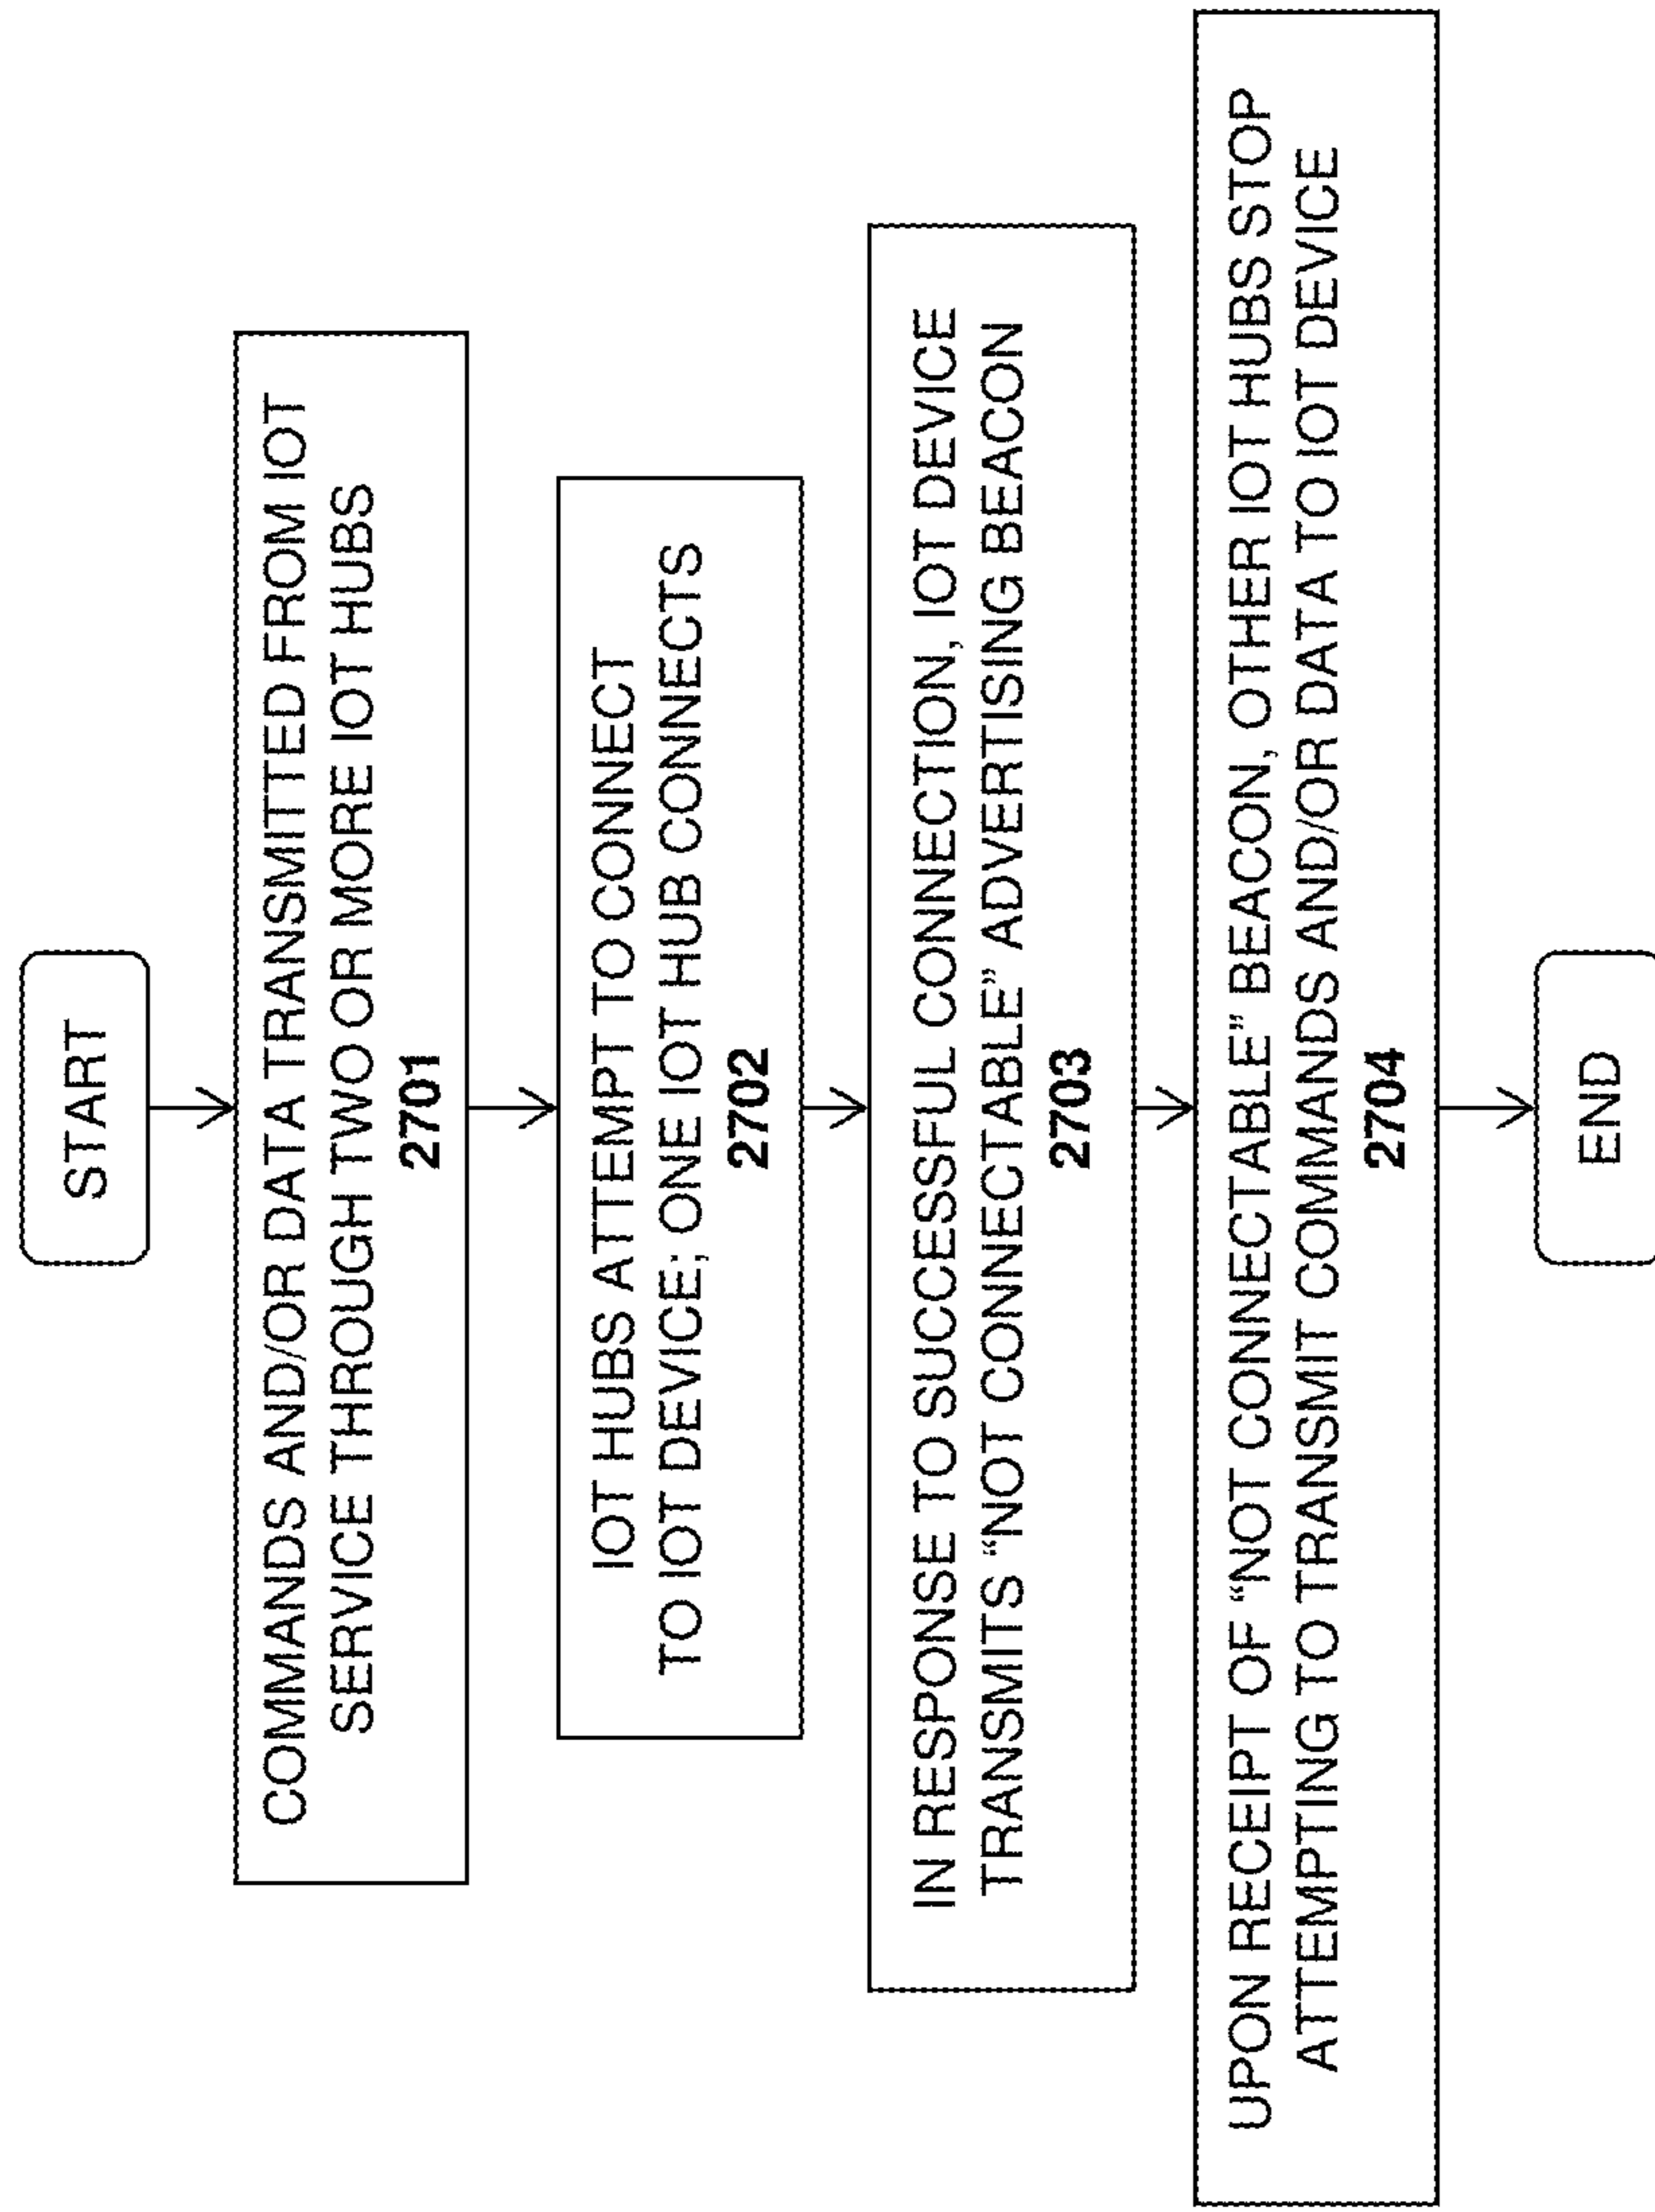 START
COMMANDS AND/OR DATA TRANSMITTED FROM IOT
SERVICE THROUGH TWO OR MORE IOT HUBS
2701
IOT HUBS ATTEMPT TO CONNECT
TO IOT DEVICE; ONE IOT HUB CONNECTS
2702
IN RESPONSE TO SUCCESSFUL CONNECTION, IOT DEVICE
TRANSMITS “NOT CONNECTABLE” ADVERTISING BEACON
2703
UPON RECEIPT OF “NOT CONNECTABLE” BEACON, OTHER IOT HUBS STOP
ATTEMPTING TO TRANSMIT COMMANDS AND/OR DATA TO IOT DEVICE
2704
END